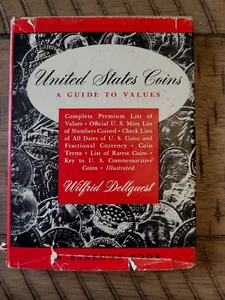 United States Coins
A GUIDE TO VALUES
Complete Premium List of
Values • Official U. S. Mint List
of Numbers Coined • Check Lists
of All Dates of U. S. Coins and
Fractional Currency • Coin
Terms • List of Rarest Coins •
Key to U. S. Commemorative
Coins • Illustrated.
Wilfrid Dellquest
A BOOK